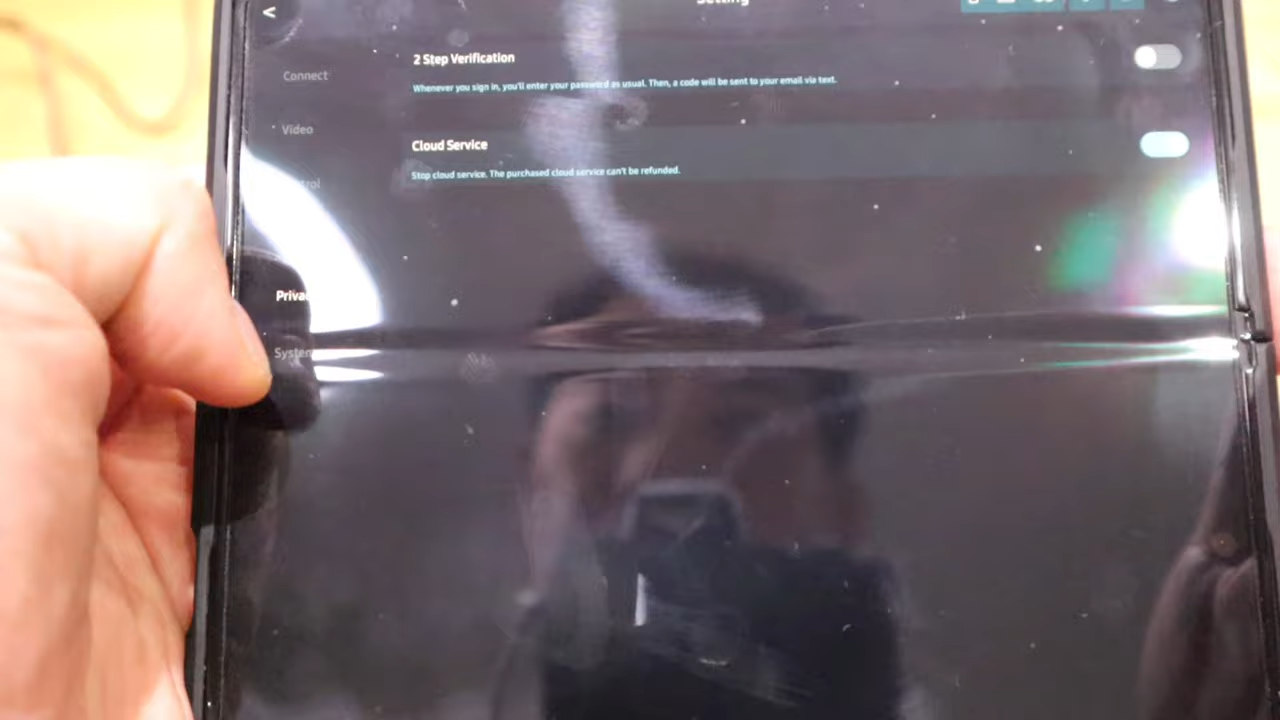 <
Setting
Connect
2 Step Verification
Whenever you sign in, you'll enter your password as usual. Then, a code will be sent to your email via text.
Video
Cloud Service
Stop cloud service. The purchased cloud service can't be refunded.